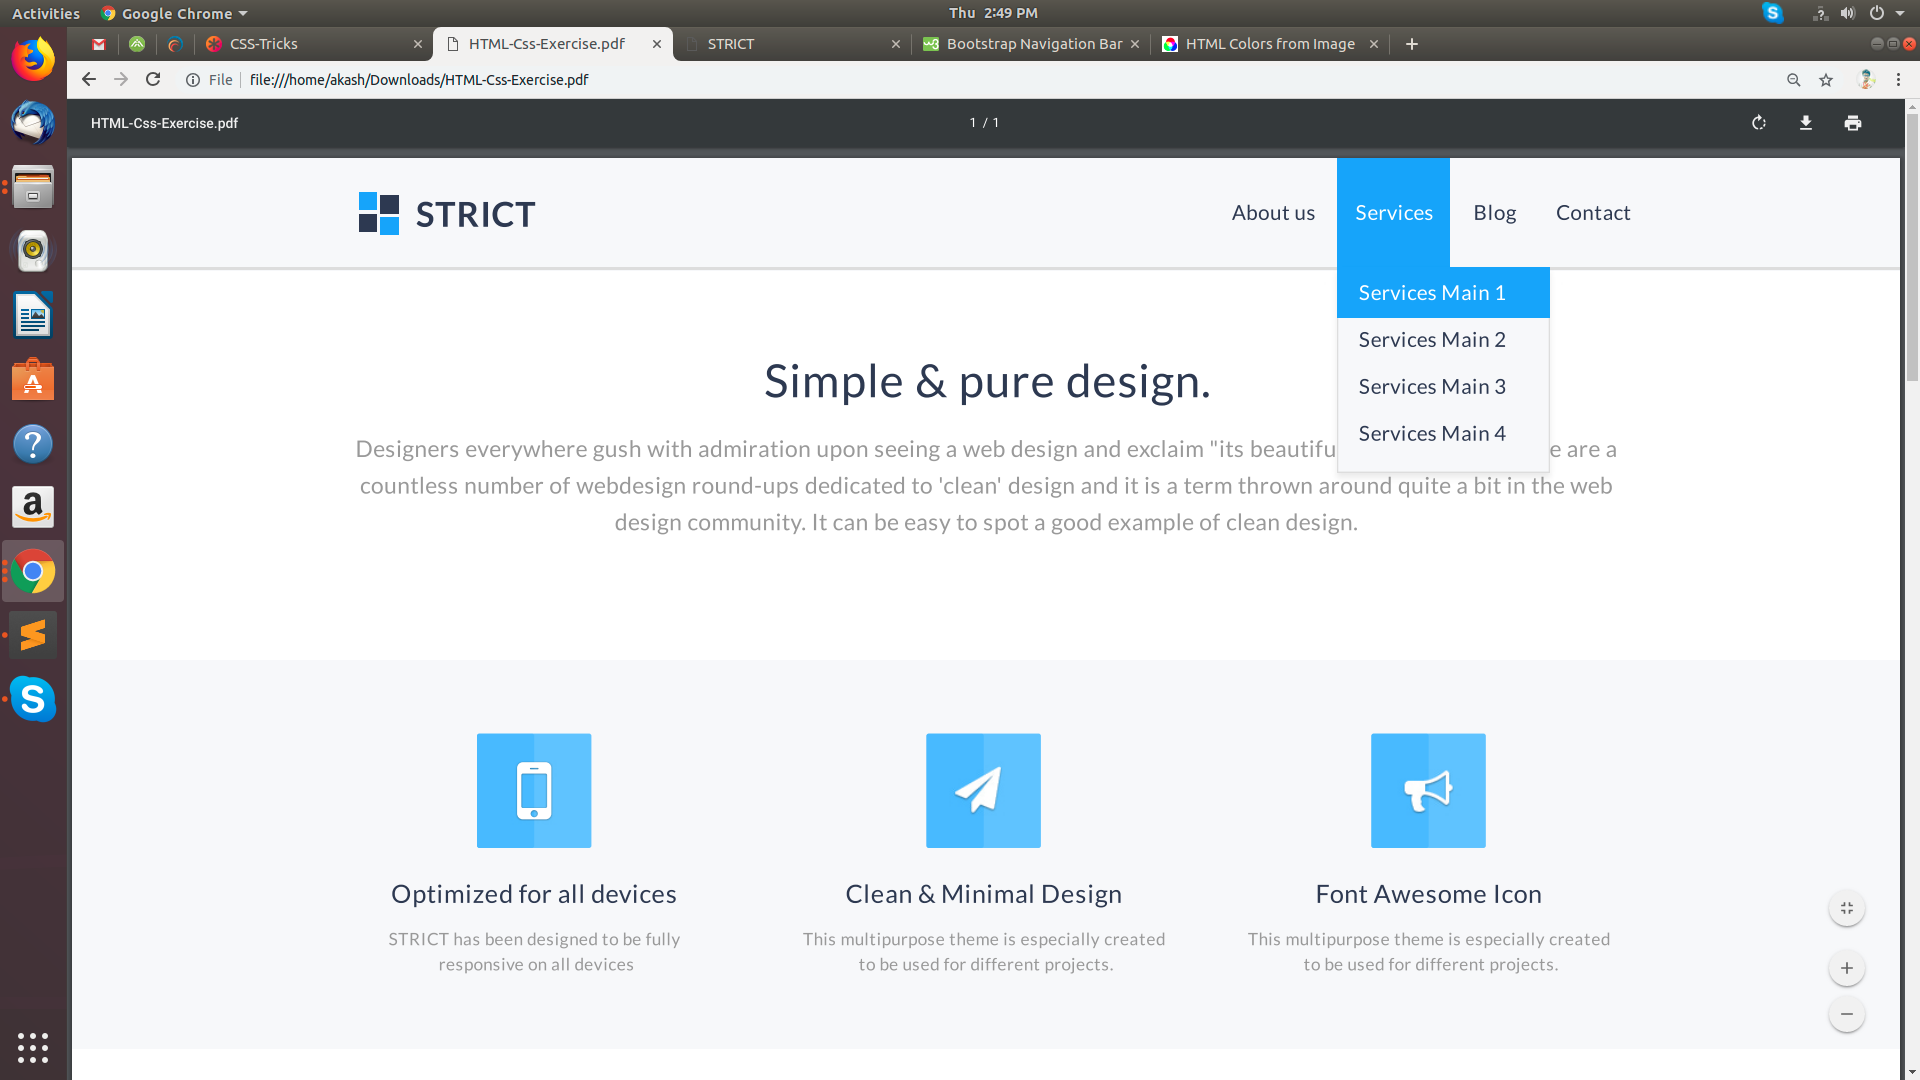 Activities
Google Chrome
Thu 2:49 PM
CSS-Tricks
HTML-Css-Exercise.pdf
STRICT
Bootstrap Navigation Bar
HTML Colors from Image
File
file:///home/akash/Downloads/HTML-Css-Exercise.pdf
HTML-Css-Exercise.pdf
1 / 1
STRICT
About us
Services
Blog
Contact
Services Main 1
Services Main 2
Services Main 3
Services Main 4
Simple & pure design.
Designers everywhere gush with admiration upon seeing a web design and exclaim "its beautifu e are a
countless number of webdesign round-ups dedicated to 'clean' design and it is a term thrown around quite a bit in the web
design community. It can be easy to spot a good example of clean design.
Optimized for all devices
STRICT has been designed to be fully
responsive on all devices
Clean & Minimal Design
This multipurpose theme is especially created
to be used for different projects.
Font Awesome Icon
This multipurpose theme is especially created
to be used for different projects.